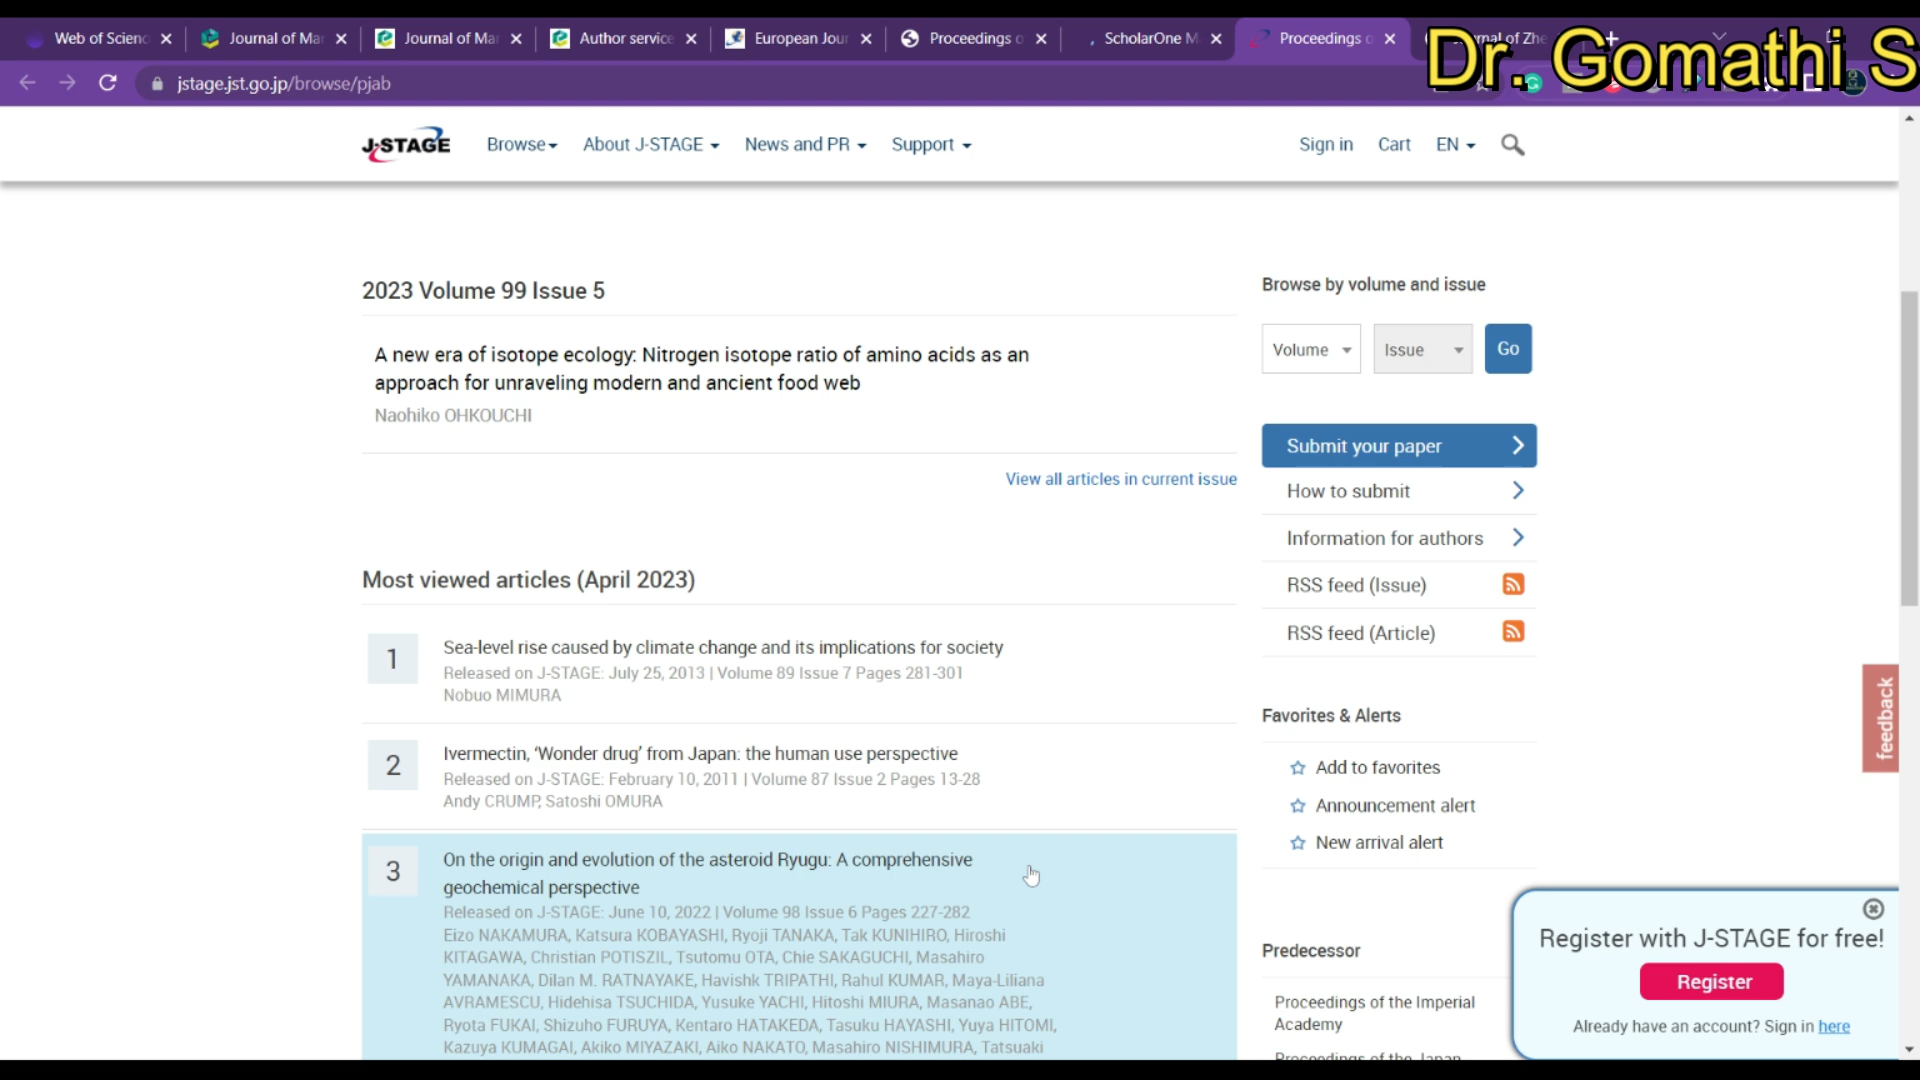 Web of Scienc
Journal of Mar
Journal of Mar
Author service
European Jour
Proceedings o
ScholarOne M
Proceedings o
nal of Zhe
Dr. Gomathi S
jstage.jst.go.jp/browse/pjab
J-STAGE
Browse
About J-STAGE
News and PR
Support
Sign in
Cart
EN
2023 Volume 99 Issue 5
A new era of isotope ecology: Nitrogen isotope ratio of amino acids as an
approach for unraveling modern and ancient food web
Naohiko OHKOUCHI
View all articles in current issue
Most viewed articles (April 2023)
1
Sea-level rise caused by climate change and its implications for society
Released on J-STAGE: July 25, 2013 | Volume 89 Issue 7 Pages 281-301
Nobuo MIMURA
2
Ivermectin, ‘Wonder drug’ from Japan: the human use perspective
Released on J-STAGE: February 10, 2011 | Volume 87 Issue 2 Pages 13-28
Andy CRUMP, Satoshi OMURA
3
On the origin and evolution of the asteroid Ryugu: A comprehensive
geochemical perspective
Released on J-STAGE: June 10, 2022 | Volume 98 Issue 6 Pages 227-282
Eizo NAKAMURA, Katsura KOBAYASHI, Ryoji TANAKA, Tak KUNIHIRO, Hiroshi
KITAGAWA, Christian POTISZIL, Tsutomu OTA, Chie SAKAGUCHI, Masahiro
YAMANAKA, Dilan M. RATNAYAKE, Havishk TRIPATHI, Rahul KUMAR, Maya-Liliana
AVRAMESCU, Hidehisa TSUCHIDA, Yusuke YACHI, Hitoshi MIURA, Masanao ABE,
Ryota FUKAI, Shizuho FURUYA, Kentaro HATAKEDA, Tasuku HAYASHI, Yuya HITOMI,
Kazuya KUMAGAI, Akiko MIYAZAKI, Aiko NAKATO, Masahiro NISHIMURA, Tatsuaki
Browse by volume and issue
Volume
Issue
Go
Submit your paper
How to submit
Information for authors
RSS feed (Issue)
RSS feed (Article)
Favorites & Alerts
Add to favorites
Announcement alert
New arrival alert
Predecessor
Proceedings of the Imperial
Academy
Proceedings of the Japan
feedback
Register with J-STAGE for free!
Register
Already have an account? Sign in here